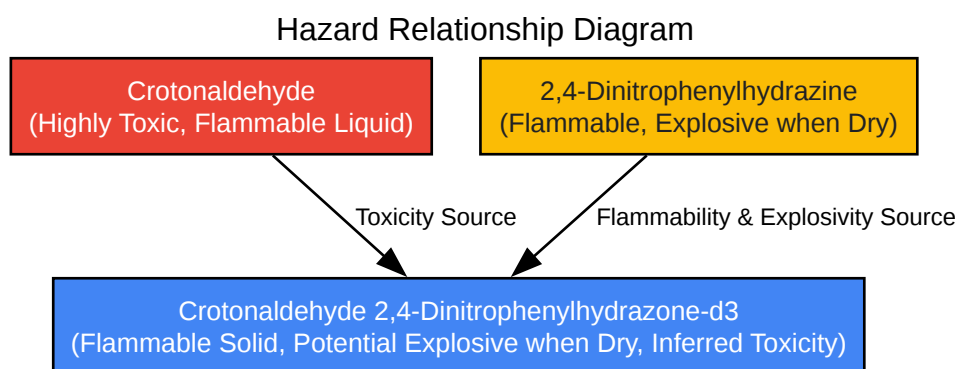 Hazard Relationship Diagram
Crotonaldehyde
(Highly Toxic, Flammable Liquid)
2,4-Dinitrophenylhydrazine
(Flammable, Explosive when Dry)
Toxicity Source
Flammability & Explosivity Source
Crotonaldehyde 2,4-Dinitrophenylhydrazone-d3
(Flammable Solid, Potential Explosive when Dry, Inferred Toxicity)